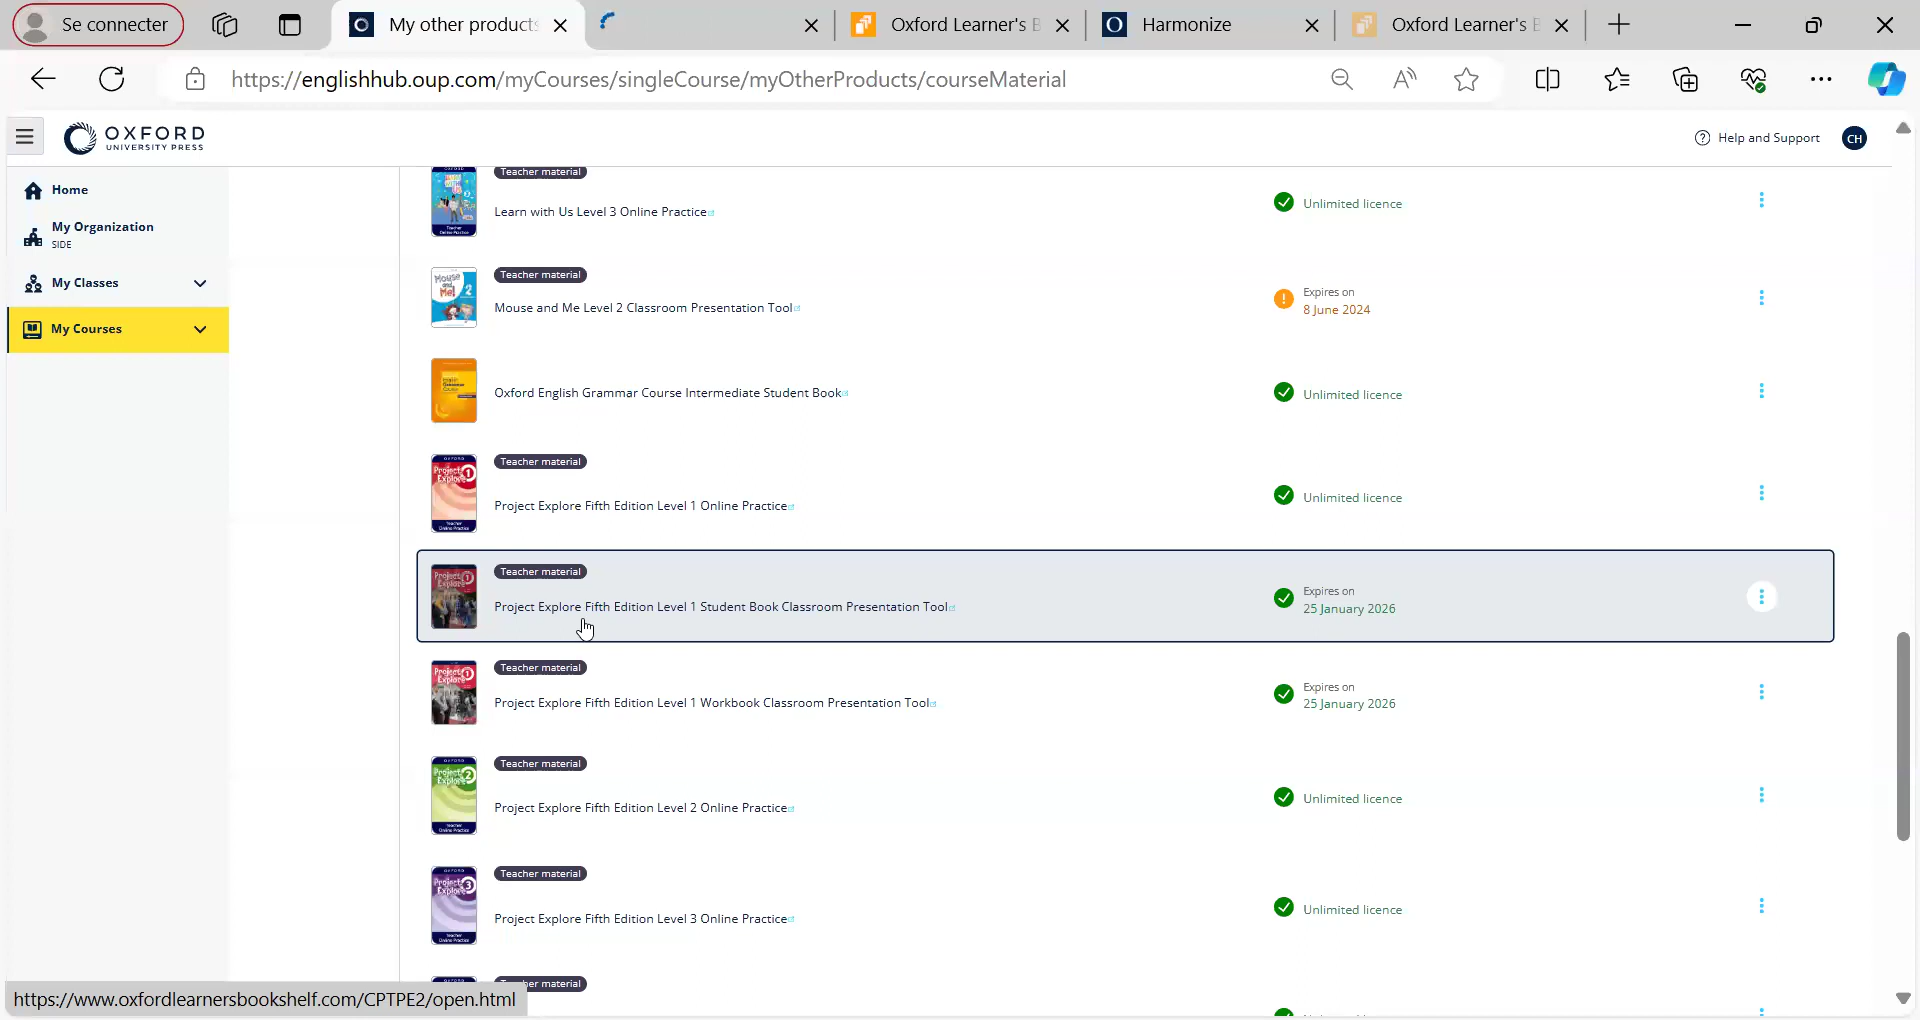 Se connecter
My other products
Oxford Learner's B
Harmonize
Oxford Learner's B
https://englishhub.oup.com/myCourses/singleCourse/myOtherProducts/courseMaterial
OXFORD
UNIVERSITY PRESS
Help and Support
CH
Home
My Organization
SIDE
My Classes
My Courses
Teacher material
Learn with Us Level 3 Online Practice
Unlimited licence
Teacher material
Mouse and Me Level 2 Classroom Presentation Tool
Expires on
8 June 2024
Oxford English Grammar Course Intermediate Student Book
Unlimited licence
Teacher material
Project Explore Fifth Edition Level 1 Online Practice
Unlimited licence
Teacher material
Project Explore Fifth Edition Level 1 Student Book Classroom Presentation Tool
Expires on
25 January 2026
Teacher material
Project Explore Fifth Edition Level 1 Workbook Classroom Presentation Tool
Expires on
25 January 2026
Teacher material
Project Explore Fifth Edition Level 2 Online Practice
Unlimited licence
Teacher material
Project Explore Fifth Edition Level 3 Online Practice
Unlimited licence
her material
https://www.oxfordlearnersbookshelf.com/CPTPE2/open.html